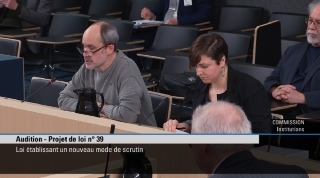 COMMISSION
Institutions
Audition - Projet de loi n° 39
Loi établissant un nouveau mode de scrutin